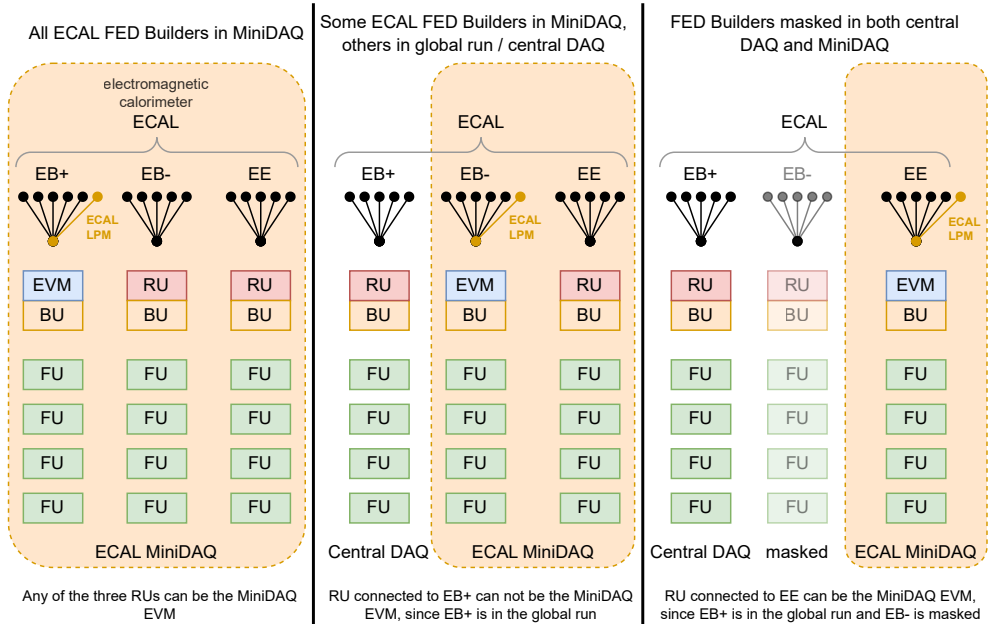 All ECAL FED Builders in MiniDAQ
electromagnetic
calorimeter
ECAL
EB+
EB-
EE
ECAL
LPM
EVM
RU
RU
BU
BU
BU
FU
FU
FU
FU
FU
FU
FU
FU
FU
FU
FU
FU
ECAL MiniDAQ
Any of the three RUs can be the MiniDAQ
EVM
Some ECAL FED Builders in MiniDAQ,
others in global run / central DAQ
ECAL
EB+
EB-
EE
ECAL
LPM
RU
EVM
RU
BU
BU
BU
FU
FU
FU
FU
FU
FU
FU
FU
FU
FU
FU
FU
Central DAQ
ECAL MiniDAQ
RU connected to EB+ can not be the MiniDAQ
EVM, since EB+ is in the global run
FED Builders masked in both central
DAQ and MiniDAQ
ECAL
EB+
EB-
EE
ECAL
LPM
RU
RU
EVM
BU
BU
BU
FU
FU
FU
FU
FU
FU
FU
FU
FU
FU
FU
FU
Central DAQ
masked
ECAL MiniDAQ
RU connected to EE can be the MiniDAQ EVM,
since EB+ is in the global run and EB- is masked